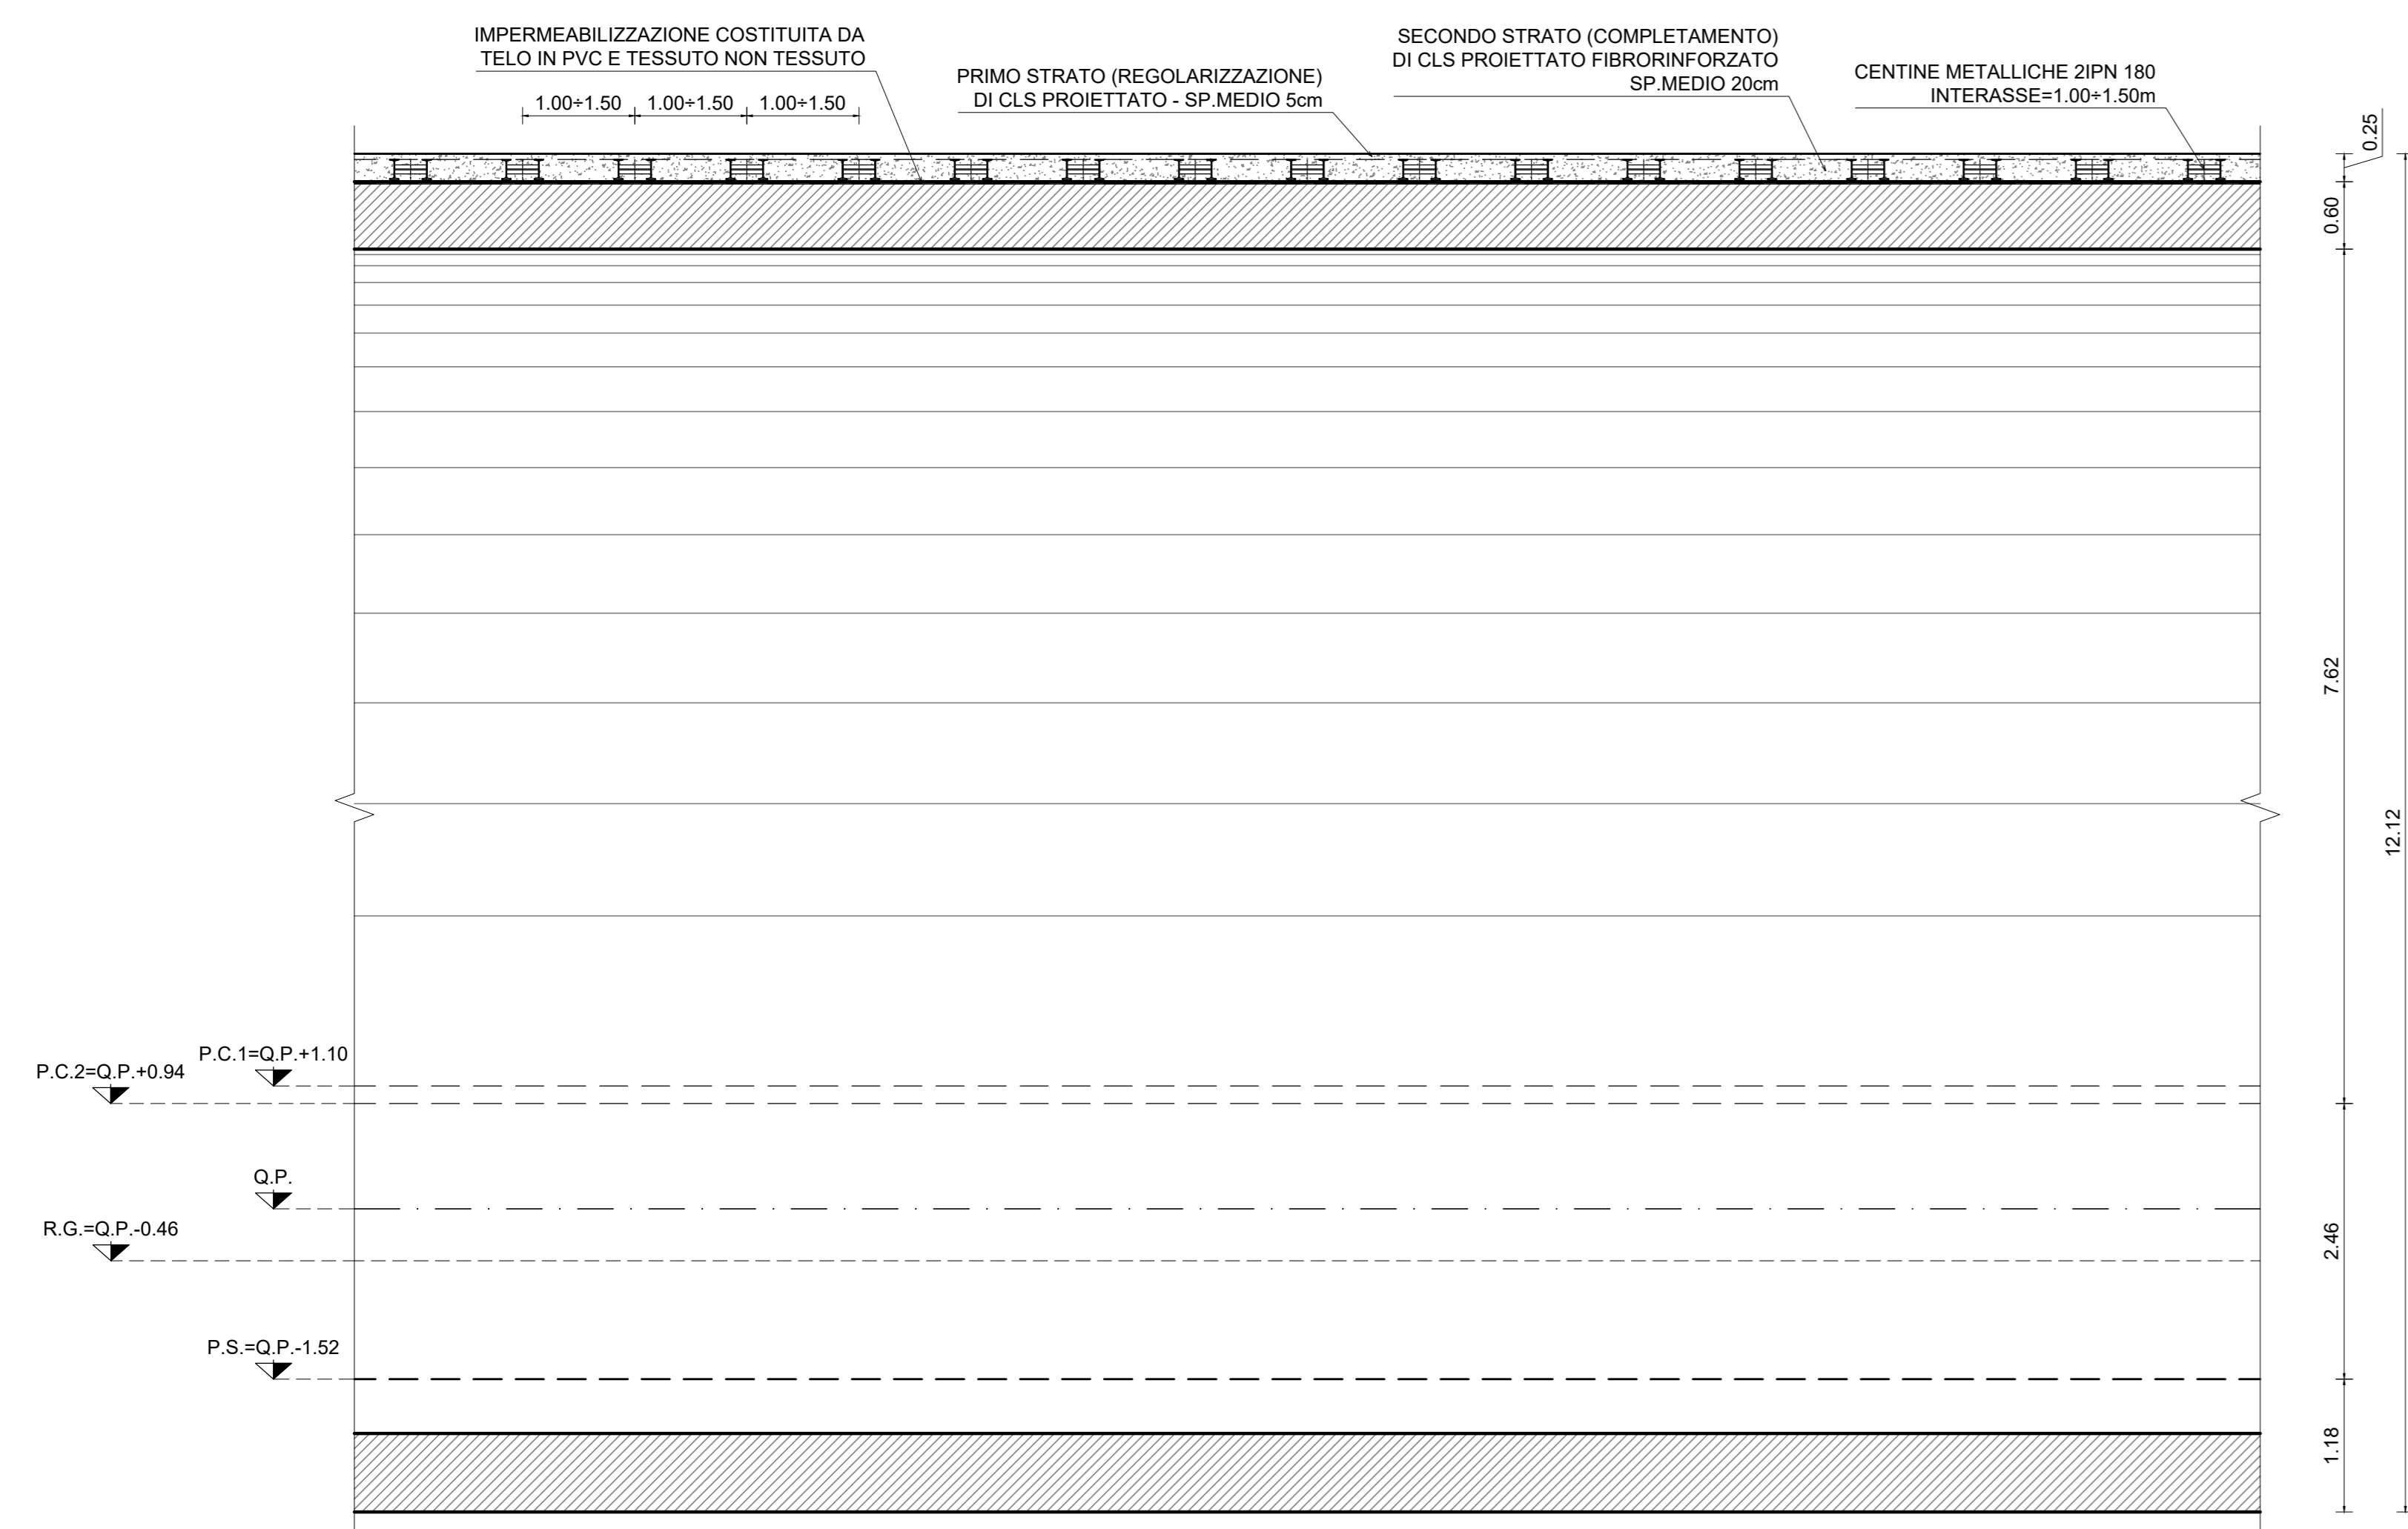 IMPERMEABILIZZAZIONE COSTITUITA DA
TELO IN PVC E TESSUTO NON TESSUTO
1.00÷1.50 1.00÷1.50 1.00÷1.50
PRIMO STRATO (REGOLARIZZAZIONE)
DI CLS PROIETTATO - SP.MEDIO 5cm
SECONDO STRATO (COMPLETAMENTO)
DI CLS PROIETTATO FIBRORINFORZATO
SP.MEDIO 20cm
CENTINE METALLICHE 2IPN 180
INTERASSE=1.00÷1.50m
0.25
0.60
7.62
12.12
P.C.1=Q.P.+1.10
P.C.2=Q.P.+0.94
Q.P.
R.G.=Q.P.-0.46
2.46
P.S.=Q.P.-1.52
1.18